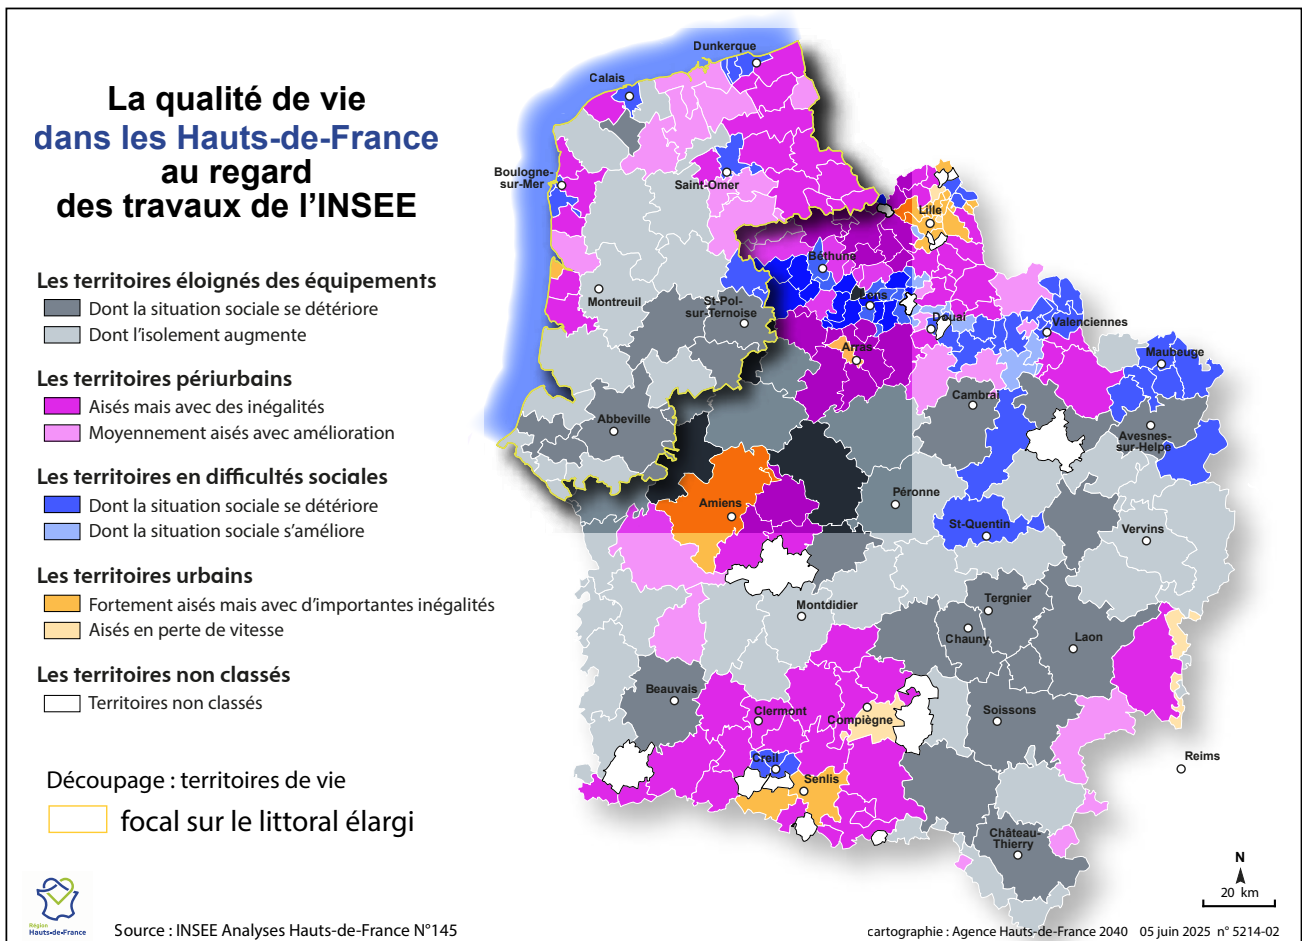 La qualité de vie
dans les Hauts-de-France
au regard
des travaux de l'INSEE
Les territoires éloignés des équipements
Dont la situation sociale se détériore
Dont l'isolement augmente
Les territoires périurbains
Aisés mais avec des inégalités
Moyennement aisés avec amélioration
Les territoires en difficultés sociales
Dont la situation sociale se détériore
Dont la situation sociale s'améliore
Les territoires urbains
Fortement aisés mais avec d'importantes inégalités
Aisés en perte de vitesse
Les territoires non classés
Territoires non classés
Découpage : territoires de vie
focal sur le littoral élargi
Région
Hauts-de-France
Source : INSEE Analyses Hauts-de-France N°145
Dunkerque
Calais
Boulogne-
sur-Mer
Saint-Omer
Lille
Béthune
Lens
Montreuil
St-Pol-
sur-Ternoise
Douai
Valenciennes
Arras
Maubeuge
Cambrai
Abbeville
Avesnes-
sur-Helpe
Péronne
Amiens
St-Quentin
Vervins
Montdidier
Tergnier
Chauny
Laon
Beauvais
Clermont
Compiègne
Soissons
Creil
Senlis
Reims
Château-
Thierry
N
20 km
cartographie : Agence Hauts-de-France 2040 05 juin 2025 n° 5214-02